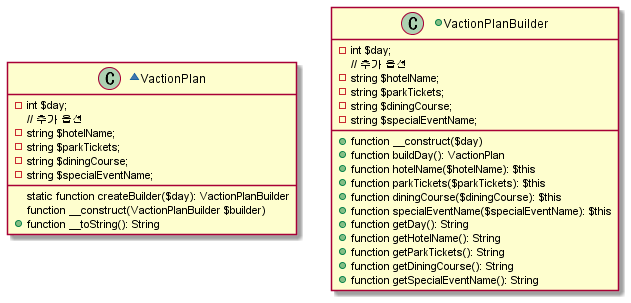 C VactionPlan
int $day;
// 추가 옵션
string $hotelName;
string $parkTickets;
string $diningCourse;
string $specialEventName;
static function createBuilder($day): VactionPlanBuilder
function __construct(VactionPlanBuilder $builder)
function __toString(): String
C VactionPlanBuilder
int $day;
// 추가 옵션
string $hotelName;
string $parkTickets;
string $diningCourse;
string $specialEventName;
function __construct($day)
function buildDay(): VactionPlan
function hotelName($hotelName): $this
function parkTickets($parkTickets): $this
function diningCourse($diningCourse): $this
function specialEventName($specialEventName): $this
function getDay(): String
function getHotelName(): String
function getParkTickets(): String
function getDiningCourse(): String
function getSpecialEventName(): String